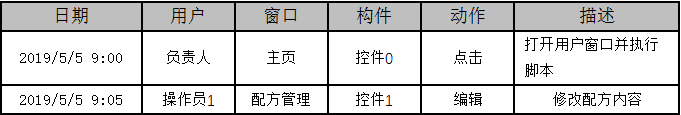 日期 用户 窗口 构件 动作 描述
2019/5/5 9:00 负责人 主页 控件0 点击 打开用户窗口并执行
脚本
2019/5/5 9:05 操作员1 配方管理 控件1 编辑 修改配方内容